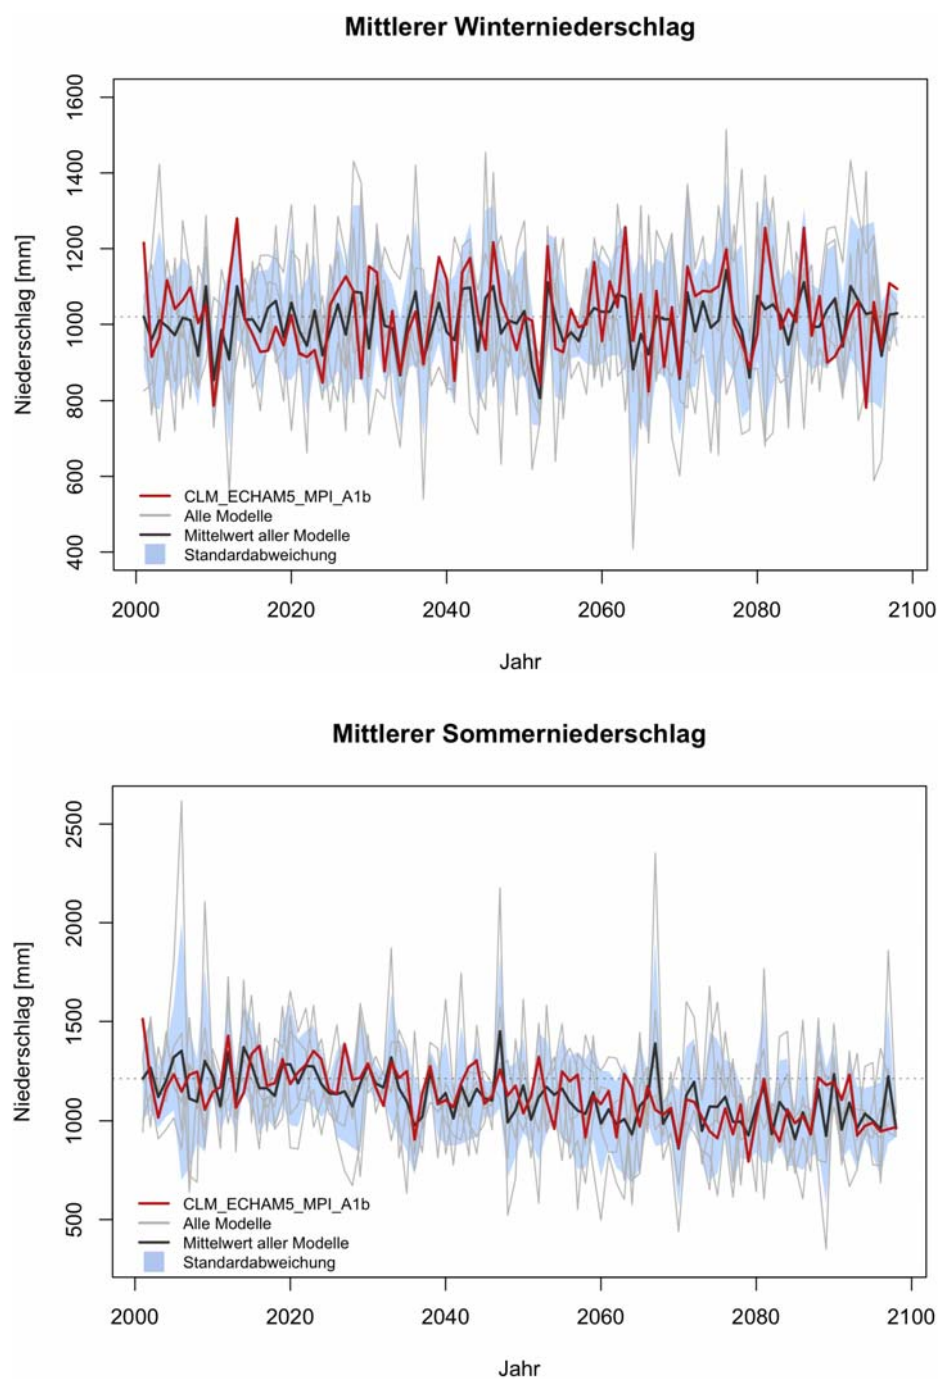 Mittlerer Winterniederschlag
Niederschlag [mm]
1600
1400
1200
1000
800
600
400
CLM_ECHAM5_MPI_A1b
Alle Modelle
Mittelwert aller Modelle
Standardabweichung
2000 2020 2040 2060 2080 2100
Jahr
Mittlerer Sommerniederschlag
Niederschlag [mm]
2500
2000
1500
1000
500
CLM_ECHAM5_MPI_A1b
Alle Modelle
Mittelwert aller Modelle
Standardabweichung
2000 2020 2040 2060 2080 2100
Jahr